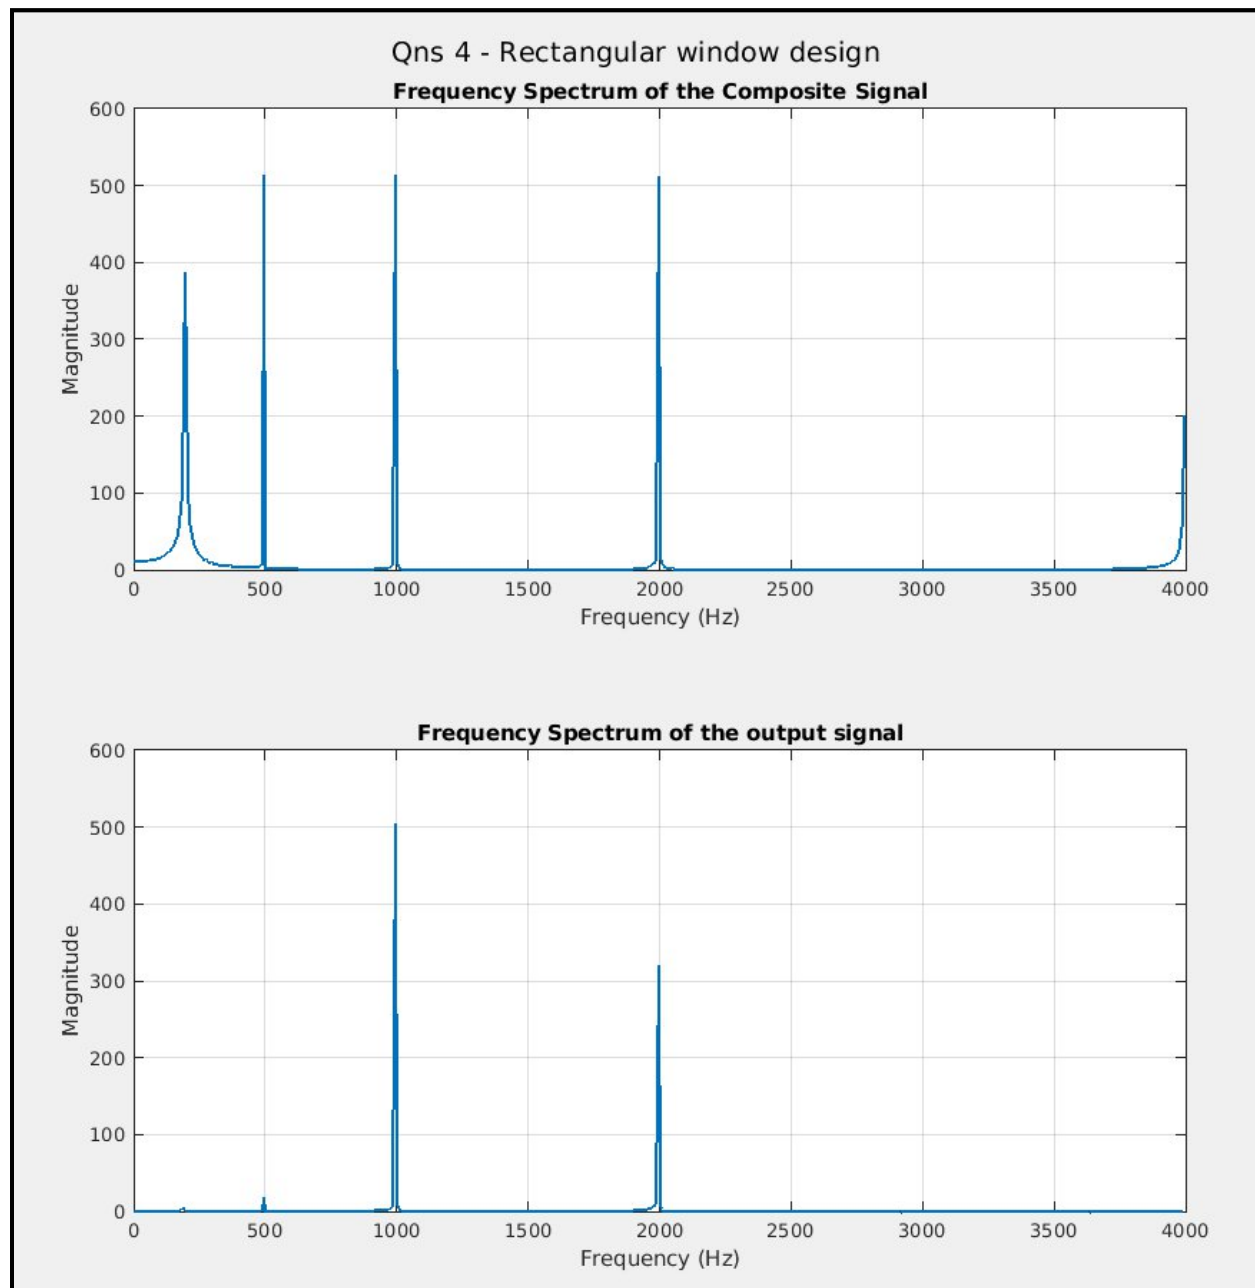 Qns 4 - Rectangular window design
Frequency Spectrum of the Composite Signal
600
500
400
300
200
100
0
Magnitude
0 500 1000 1500 2000 2500 3000 3500 4000
Frequency (Hz)
Frequency Spectrum of the output signal
600
500
400
300
200
100
0
Magnitude
0 500 1000 1500 2000 2500 3000 3500 4000
Frequency (Hz)